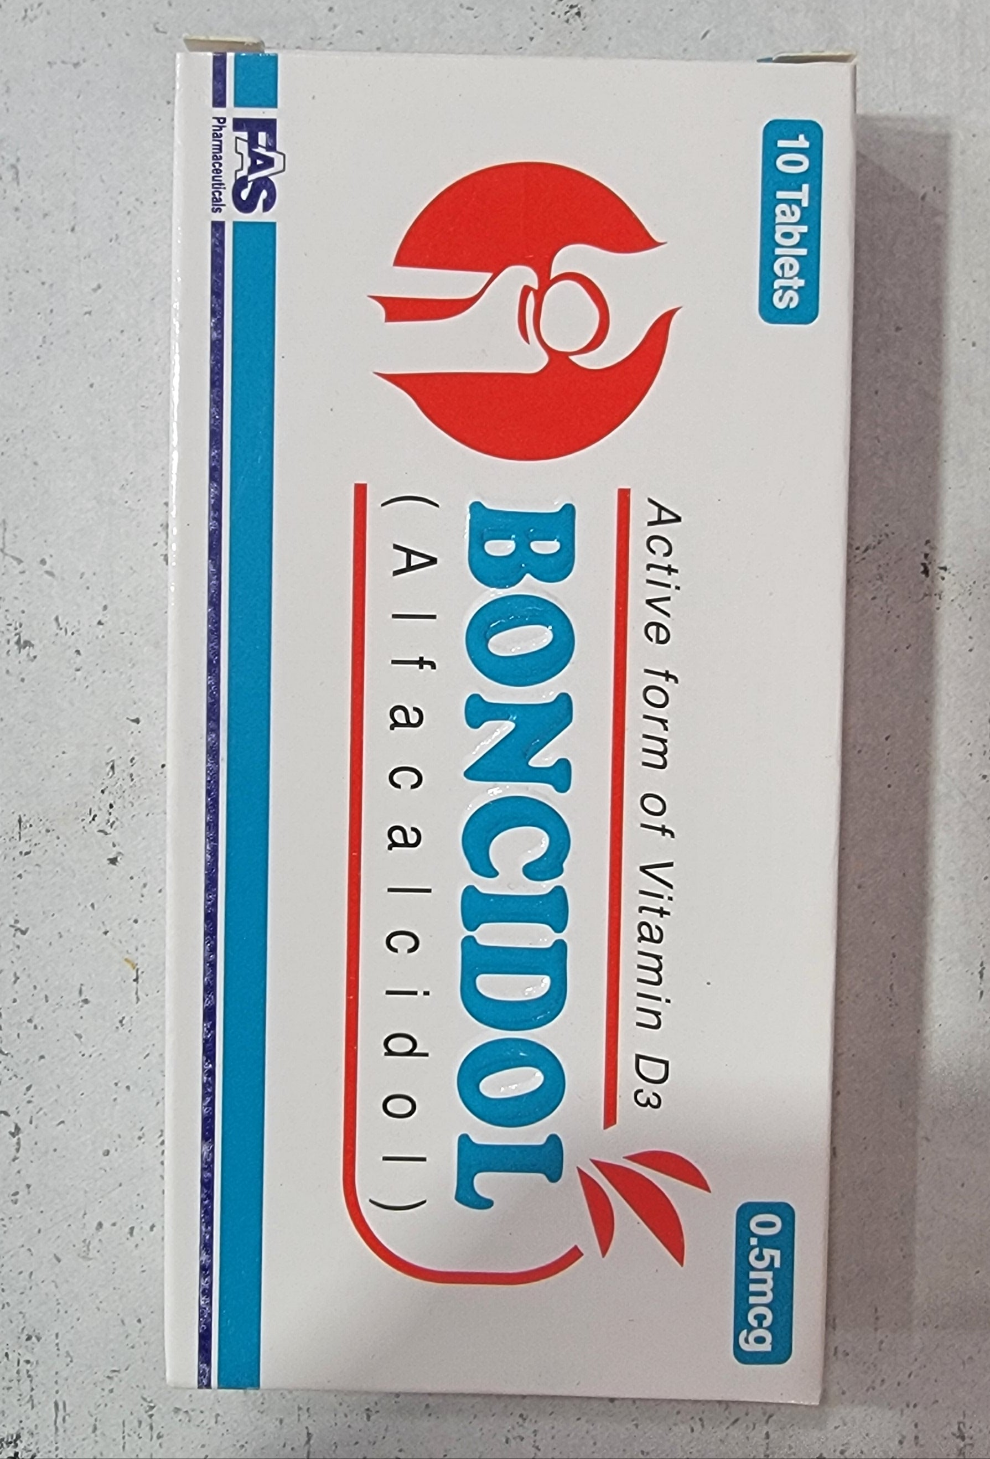 10 Tablets
0.5mcg
Active form of Vitamin D3
BONCIDOL
(Alfacalcidol)
FAS
Pharmaceuticals